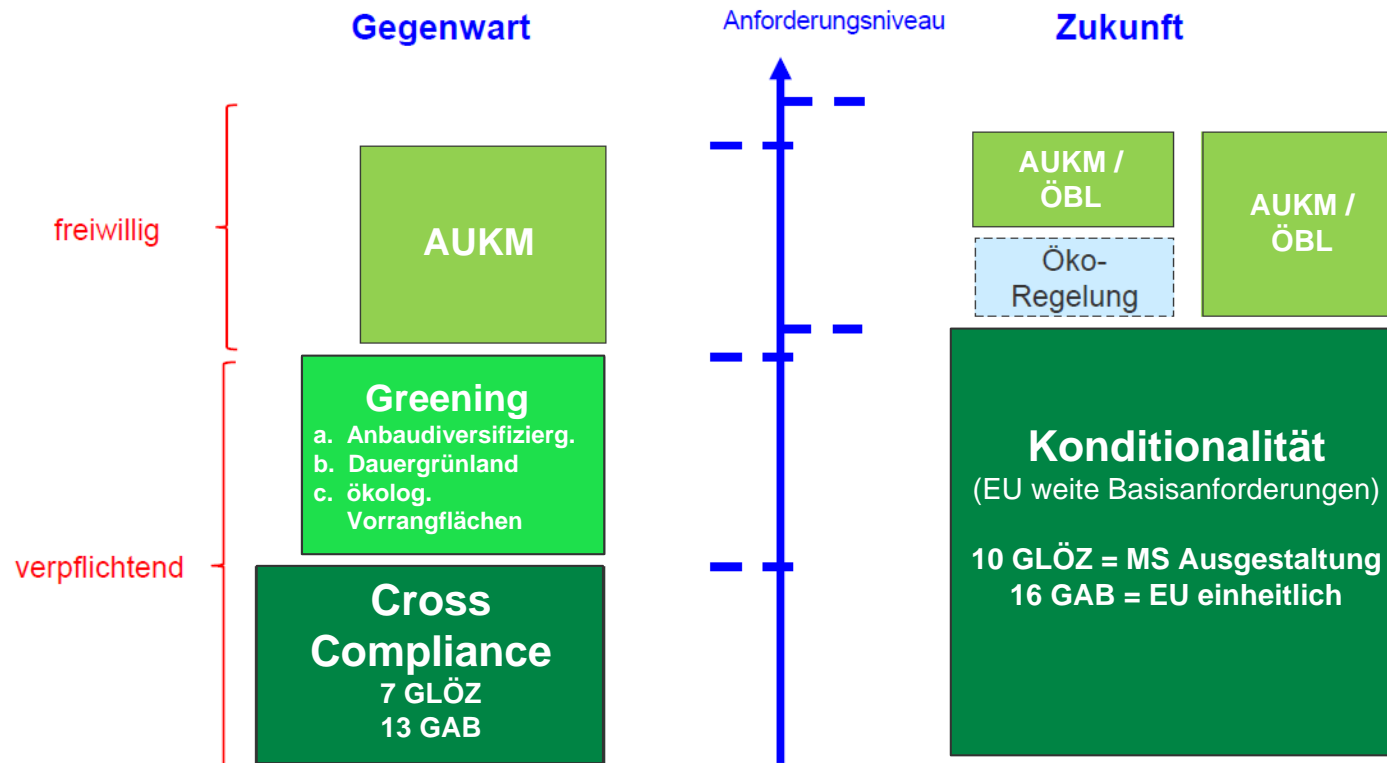 Gegenwart
Anforderungsniveau
Zukunft
freiwillig
AUKM
AUKM /
ÖBL
AUKM /
ÖBL
Öko-
Regelung
verpflichtend
Greening
a. Anbaudiversifizierg.
b. Dauergrünland
c. ökolog.
Vorrangflächen
Cross
Compliance
7 GLÖZ
13 GAB
Konditionalität
(EU weite Basisanforderungen)
10 GLÖZ = MS Ausgestaltung
16 GAB = EU einheitlich